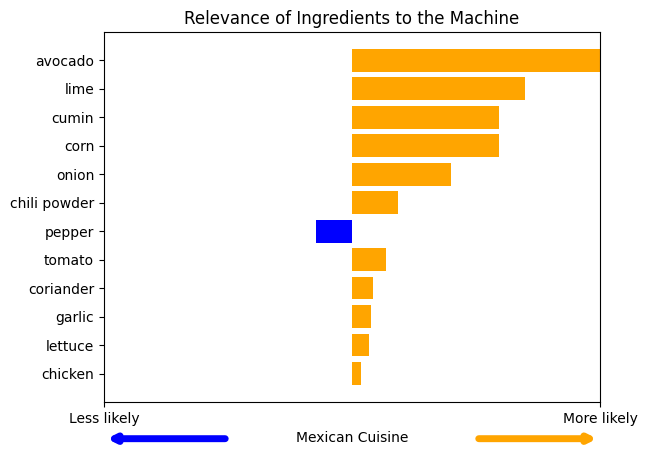 Relevance of Ingredients to the Machine
avocado
lime
cumin
corn
onion
chili powder
pepper
tomato
coriander
garlic
lettuce
chicken
Less likely
More likely
Mexican Cuisine